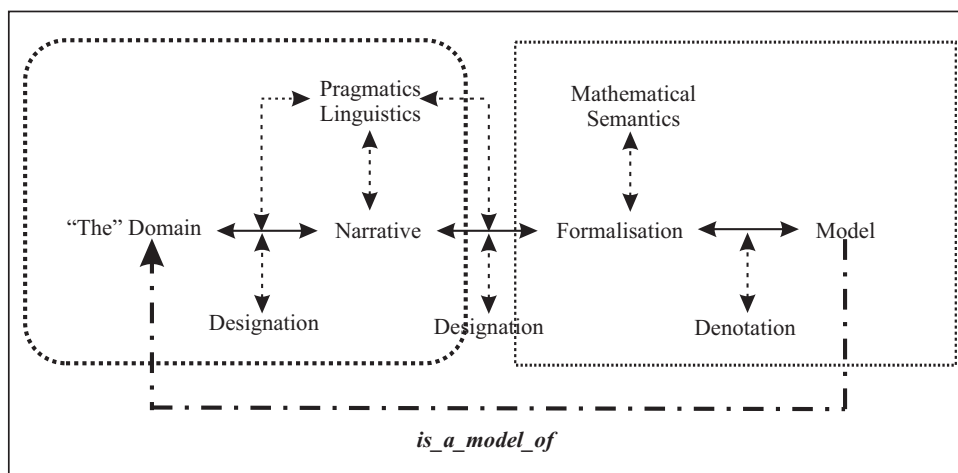 Pragmatics
Linguistics
Mathematical
Semantics
“The” Domain
Narrative
Formalisation
Model
Designation
Designation
Denotation
is_a_model_of